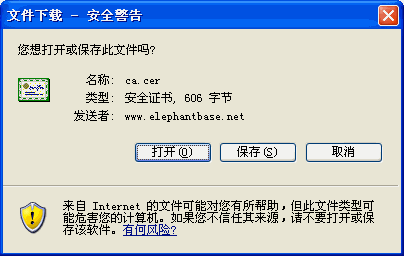 文件下载 - 安全警告
您想打开或保存此文件吗?
名称: ca.cer
类型: 安全证书, 606 字节
发送者: www.elephantbase.net
打开(O) 保存(S) 取消
来自 Internet 的文件可能对您有所帮助，但此文件类型可
能危害您的计算机。如果您不信任其来源，请不要打开或保
存该软件。有何风险?